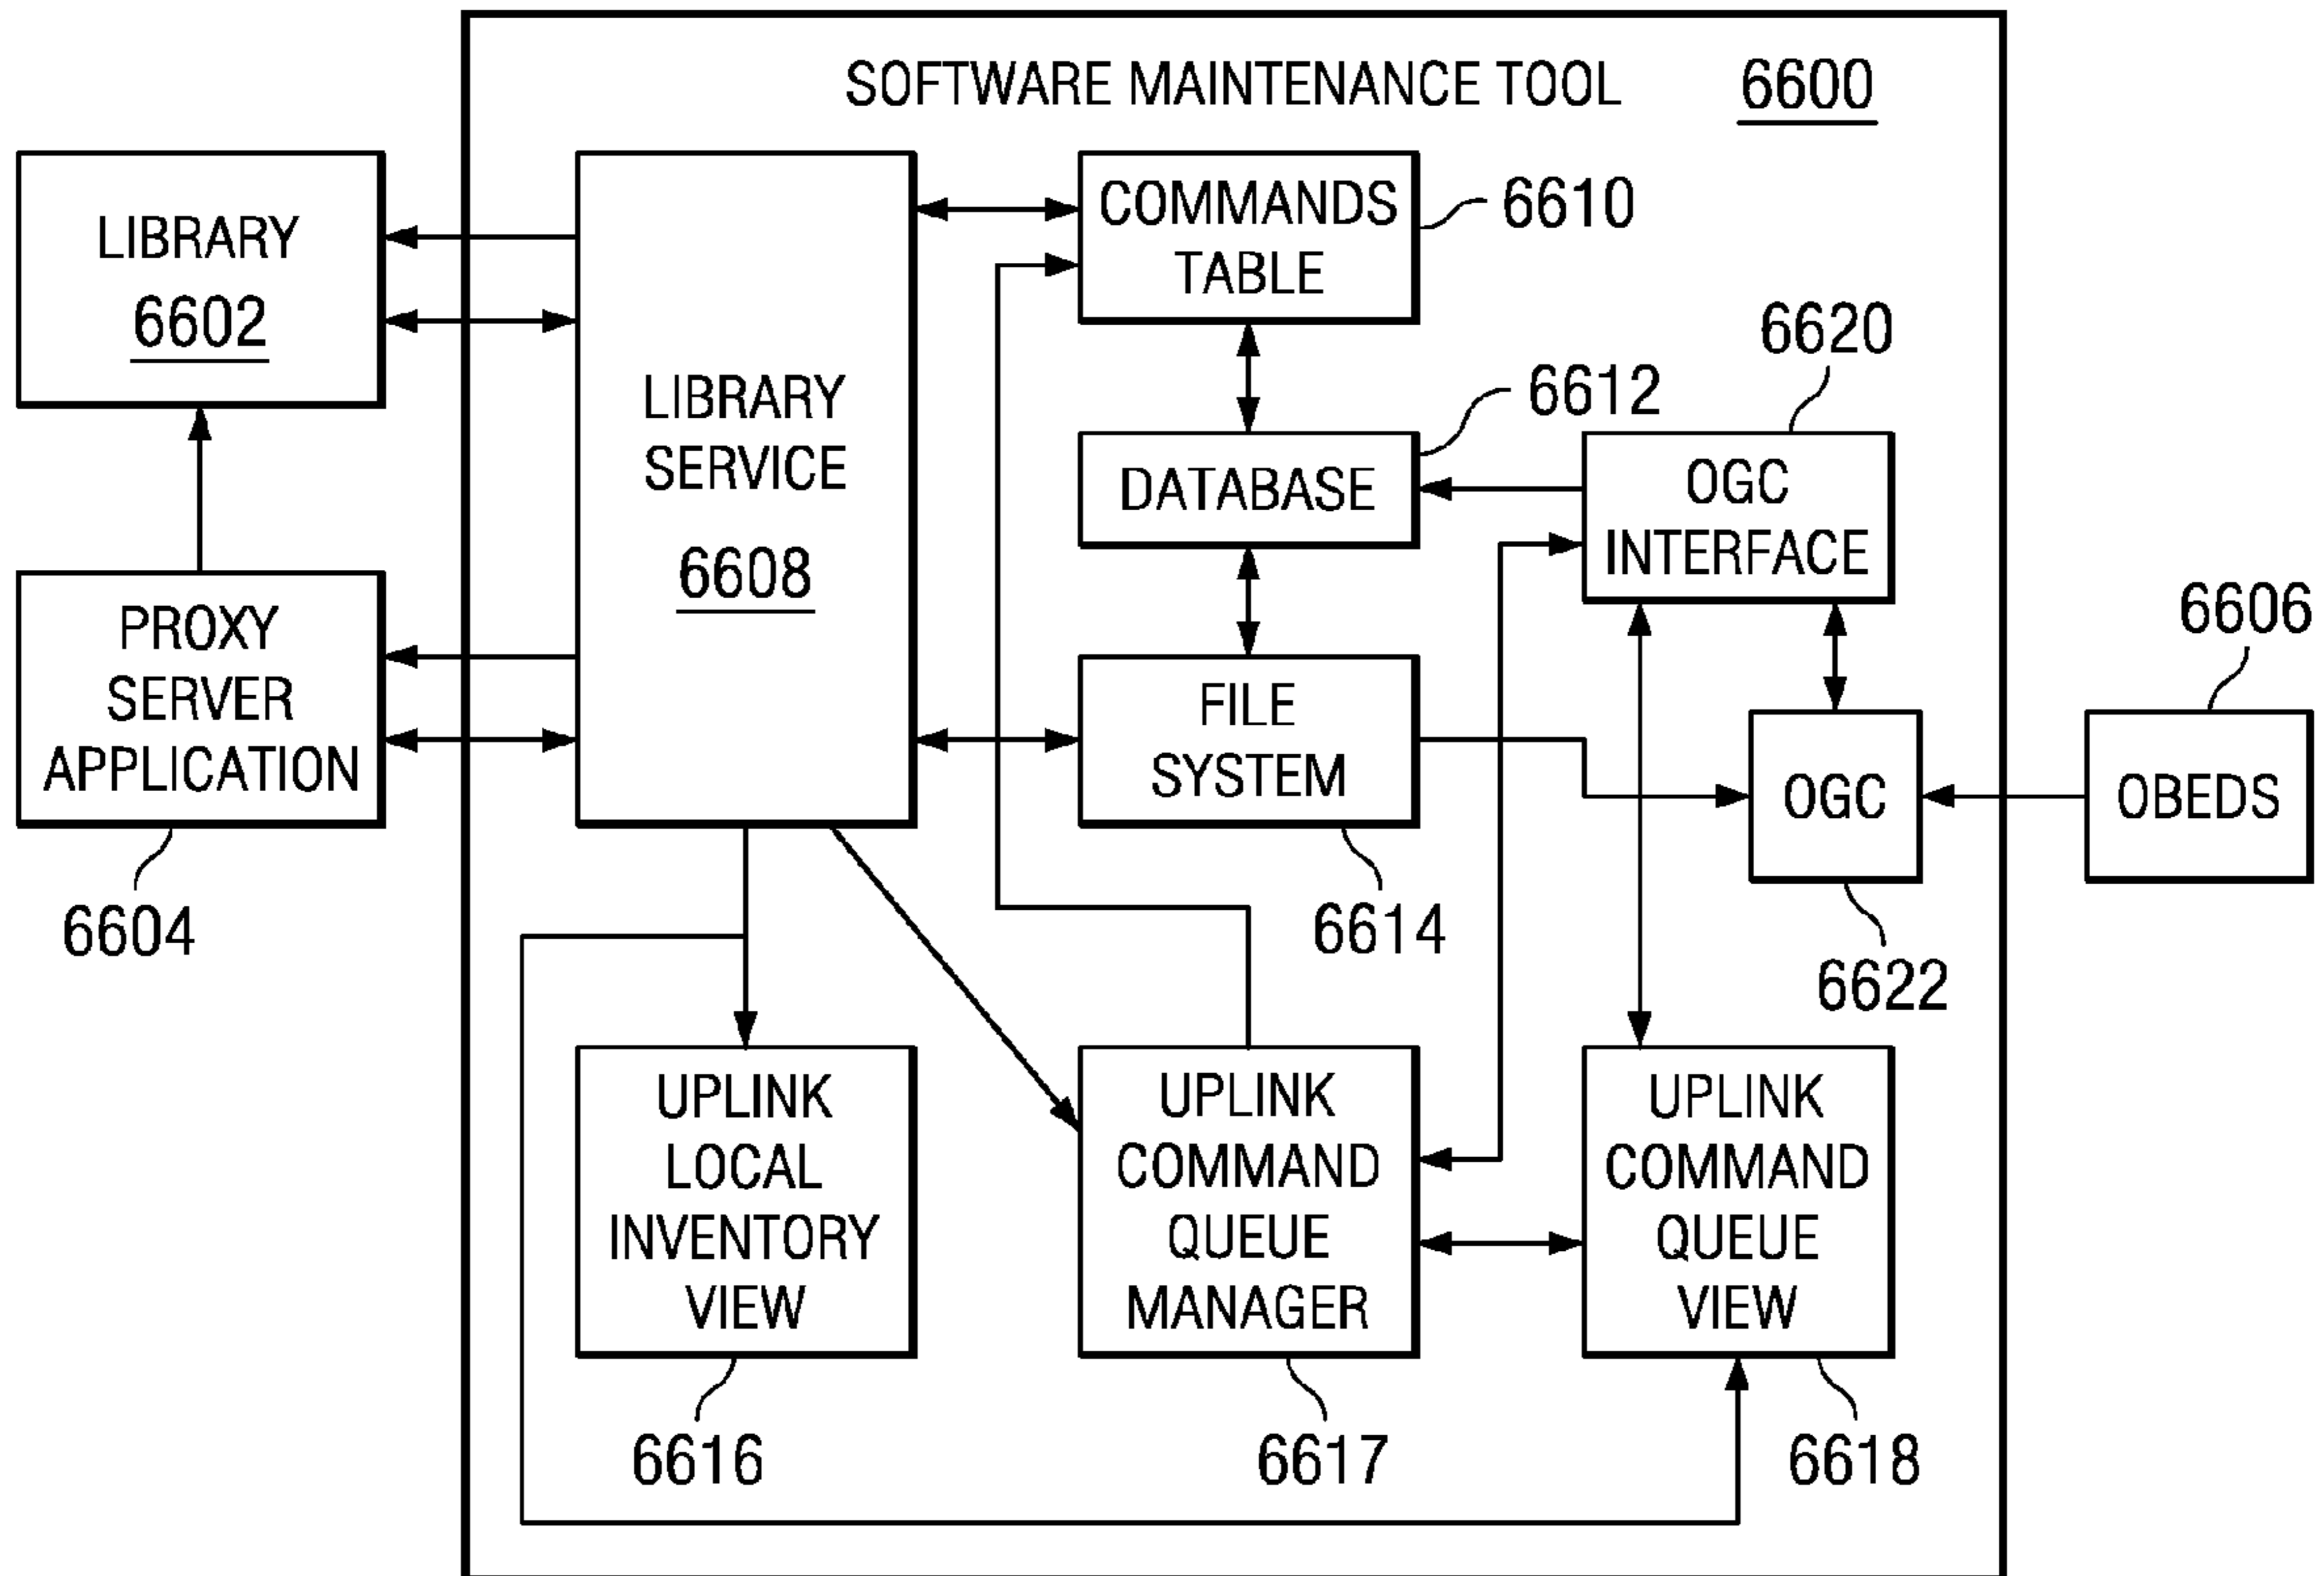 SOFTWARE MAINTENANCE TOOL 6600
LIBRARY
6602
PROXY
SERVER
APPLICATION
6604
LIBRARY
SERVICE
6608
COMMANDS
TABLE
6610
DATABASE
6612
FILE
SYSTEM
6614
OGC
INTERFACE
6620
OGC
6622
OBEDS
6606
UPLINK
LOCAL
INVENTORY
VIEW
6616
UPLINK
COMMAND
QUEUE
MANAGER
6617
UPLINK
COMMAND
QUEUE
VIEW
6618